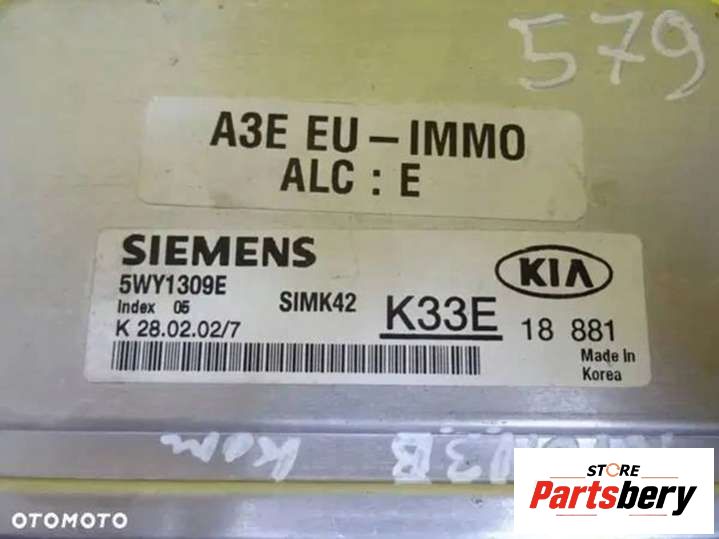 579
A3E EU – IMMO
ALC : E
SIEMENS
5WY1309E
Index 05
SIMK42
K 28.02.02/7
KIA
K33E 18 881
Made In
Korea
STORE
Partsbery
OTOMOTO